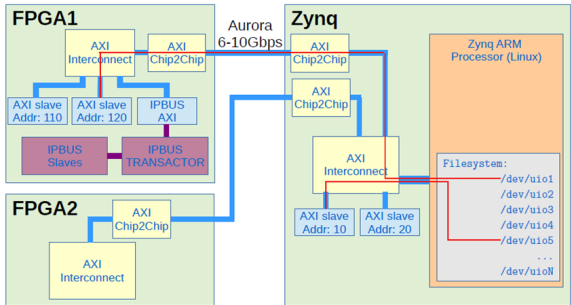 FPGA1
AXI
Interconnect
AXI
Chip2Chip
AXI slave
Addr: 110
AXI slave
Addr: 120
IPBUS
AXI
IPBUS
Slaves
IPBUS
TRANSACTOR
FPGA2
AXI
Chip2Chip
AXI
Interconnect
Aurora
6-10Gbps
Zynq
AXI
Chip2Chip
AXI
Chip2Chip
AXI
Interconnect
AXI slave
Addr: 10
AXI slave
Addr: 20
Zynq ARM
Processor (Linux)
Filesystem:
/dev/uio1
/dev/uio2
/dev/uio3
/dev/uio4
/dev/uio5
...
/dev/uioN